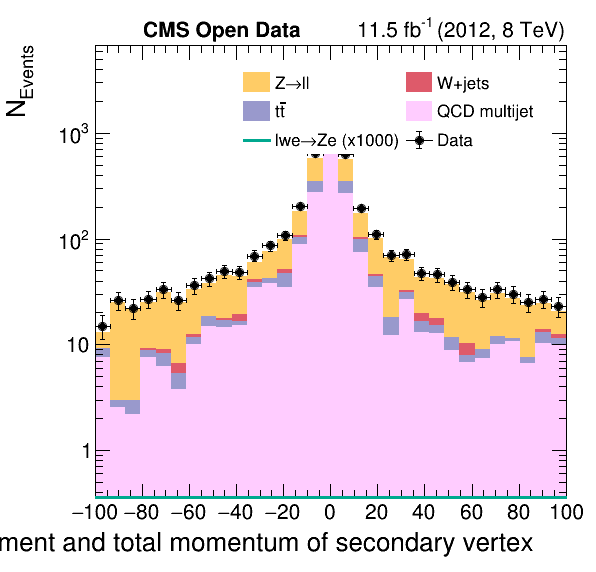 CMS Open Data 11.5 fb⁻¹ (2012, 8 TeV)
N_Events
Z→ll W+jets
tt̄ QCD multijet
lwe→Ze (x1000) Data
10³
10²
10
1
−100 −80 −60 −40 −20 0 20 40 60 80 100
ment and total momentum of secondary vertex